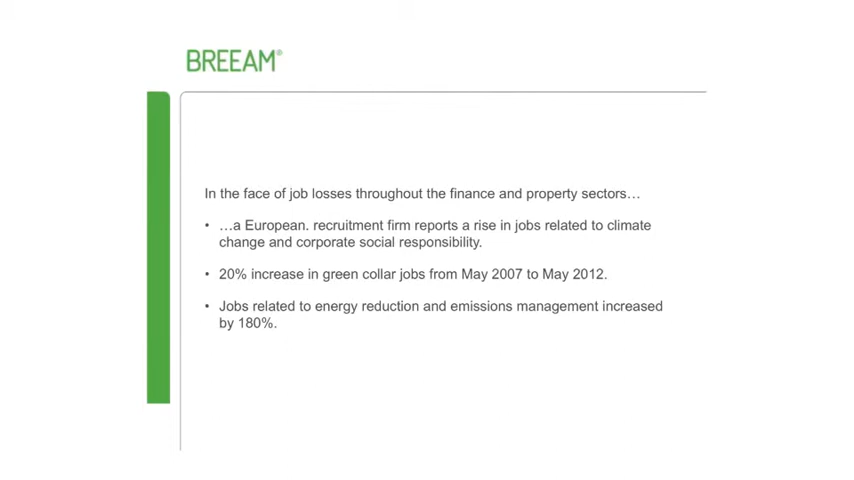 BREEAM®
In the face of job losses throughout the finance and property sectors…
• …a European. recruitment firm reports a rise in jobs related to climate
change and corporate social responsibility.
• 20% increase in green collar jobs from May 2007 to May 2012.
• Jobs related to energy reduction and emissions management increased
by 180%.